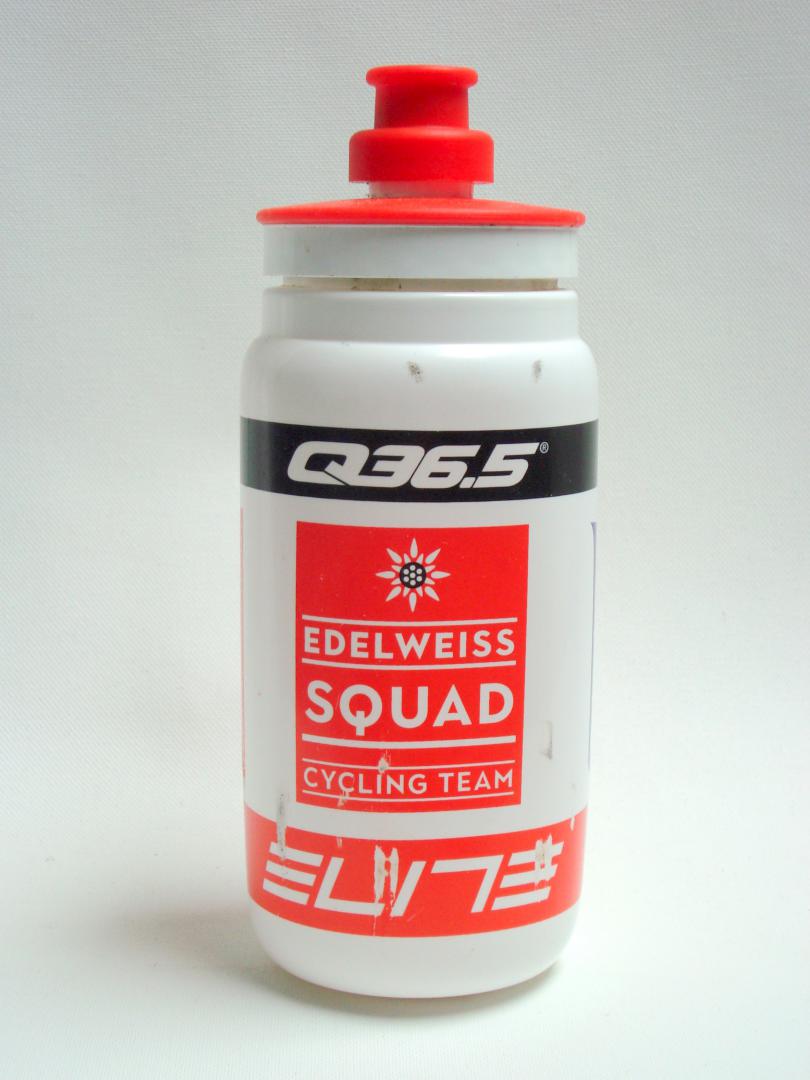 Q36.5®
EDELWEISS
SQUAD
CYCLING TEAM
ELITE